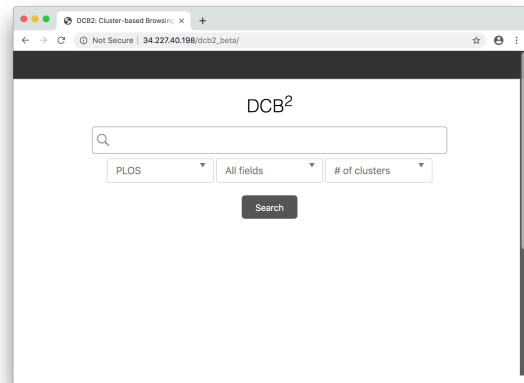 DCB2: Cluster-based Browsing
Not Secure | 34.227.40.198/dcb2_beta/
DCB²
PLOS
All fields
# of clusters
Search